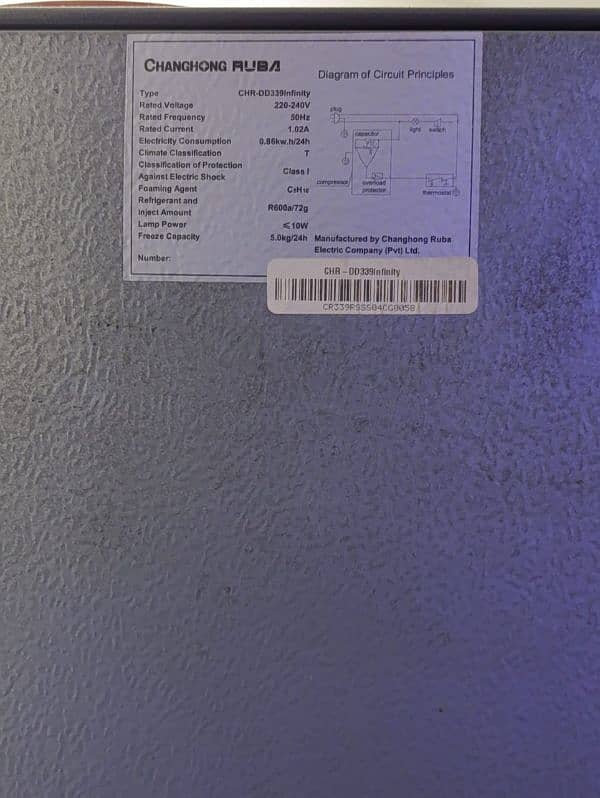 CHANGHONG RUBA
Diagram of Circuit Principles
Type CHR-DD339Infinity
Rated Voltage 220-240V
Rated Frequency 50Hz
Rated Current 1.02A
Electricity Consumption 0.86kw.h/24h
Climate Classification T
Classification of Protection
Against Electric Shock Class I
Foaming Agent C5H10
Refrigerant and
Inject Amount R600a/72g
Lamp Power ≤10W
Freeze Capacity 5.0kg/24h
Number:
plug
light switch
capacitor
compressor
overload
protector
thermostat
Manufactured by Changhong Ruba
Electric Company (Pvt) Ltd.
CHR - DD339Infinity